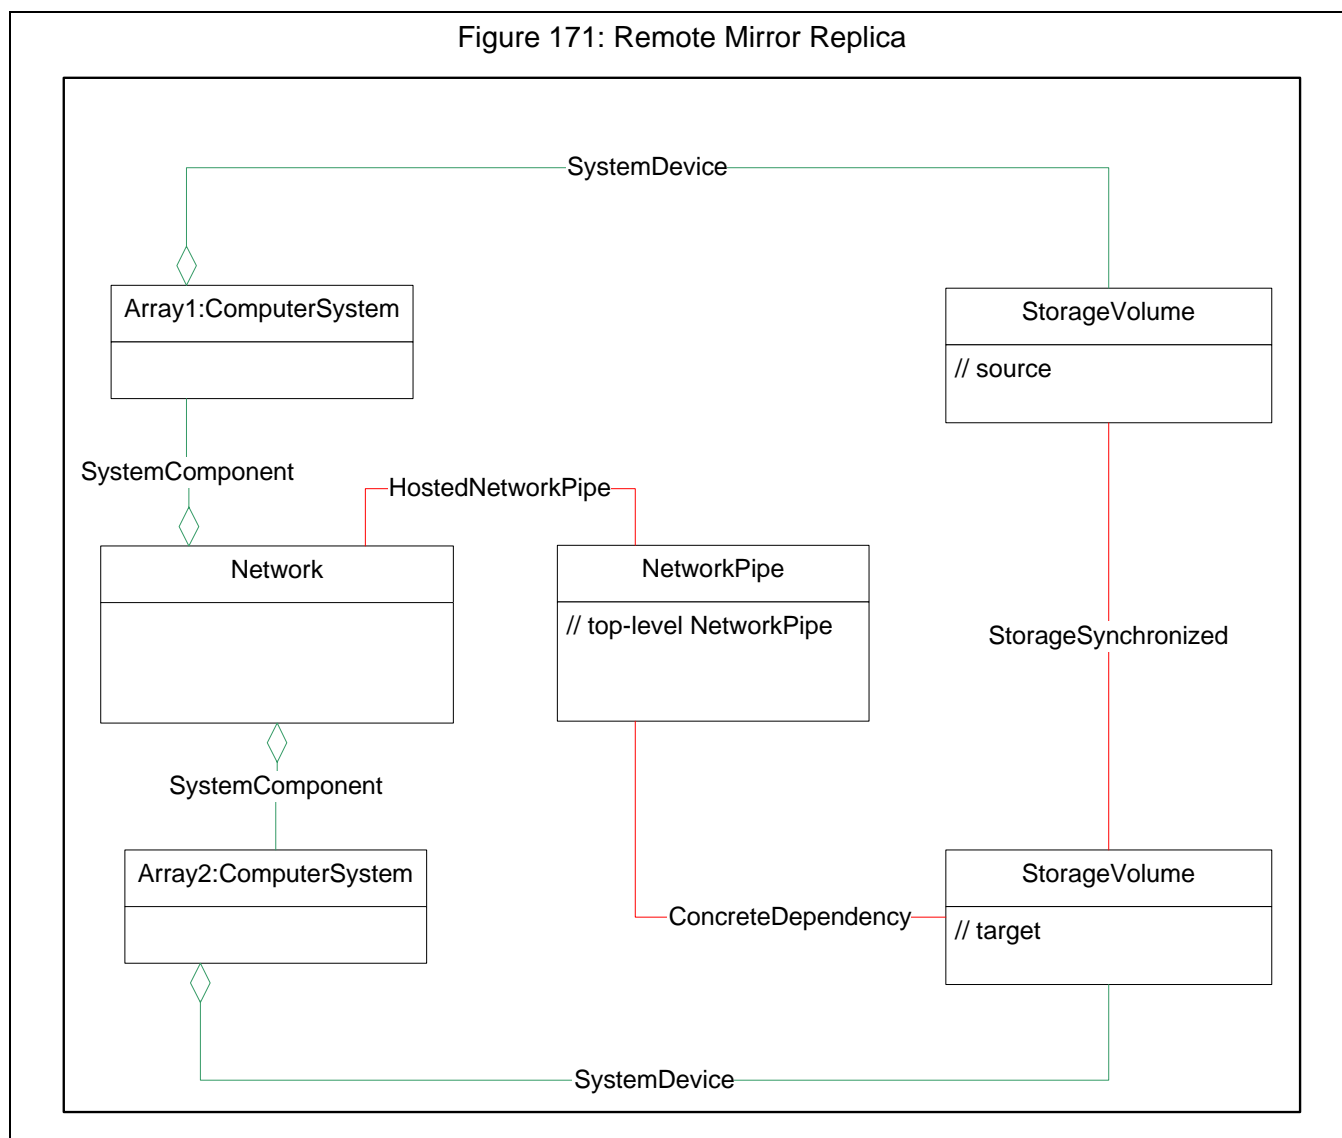 Figure 171: Remote Mirror Replica
SystemDevice
Array1:ComputerSystem
StorageVolume
// source
SystemComponent
HostedNetworkPipe
Network
NetworkPipe
// top-level NetworkPipe
StorageSynchronized
SystemComponent
Array2:ComputerSystem
StorageVolume
ConcreteDependency
// target
SystemDevice